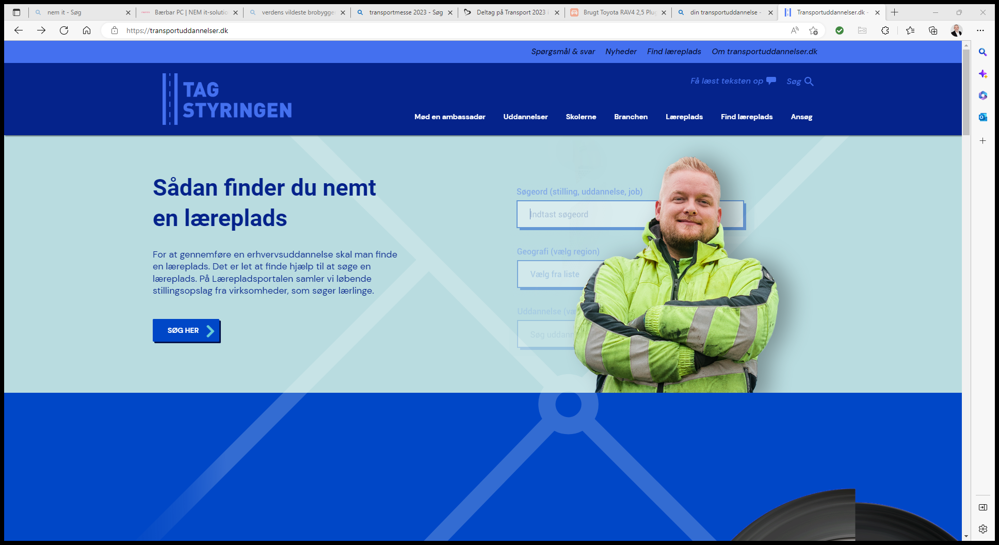 nem it - Søg
Bærbar PC | NEM it-solutio
verdens vildeste brobygge
transportmesse 2023 - Søg
Deltag på Transport 2023 i
Brugt Toyota RAV4 2,5 Plug
din transportuddannelse -
Transportuddannelser.dk -
https://transportuddannelser.dk
Spørgsmål & svar Nyheder Find læreplads Om transportuddannelser.dk
Få læst teksten op Søg
TAG
STYRINGEN
Mød en ambassadør Uddannelser Skolerne Branchen Læreplads Find læreplads Ansøg
Sådan finder du nemt
en læreplads
For at gennemføre en erhvervsuddannelse skal man finde
en læreplads. Det er let at finde hjælp til at søge en
læreplads. På Lærepladsportalen samler vi løbende
stillingsopslag fra virksomheder, som søger lærlinge.
SØG HER
Søgeord (stilling, uddannelse, job)
Indtast søgeord
Geografi (vælg region)
Vælg fra liste
Uddannelse (væ
Søg uddann